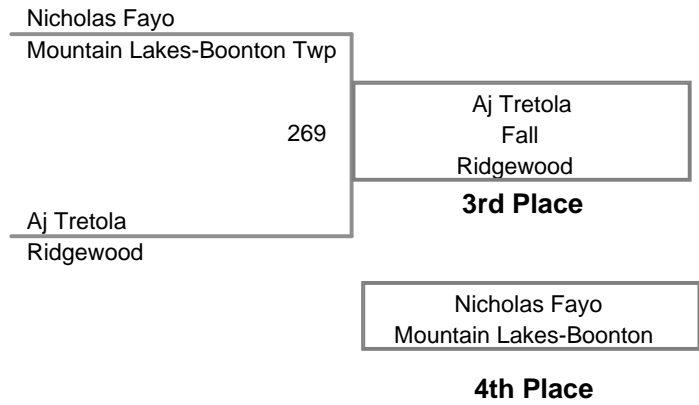 Nicholas Fayo
Mountain Lakes-Boonton Twp
269
Aj Tretola
Fall
Ridgewood
3rd Place
Aj Tretola
Ridgewood
Nicholas Fayo
Mountain Lakes-Boonton
4th Place